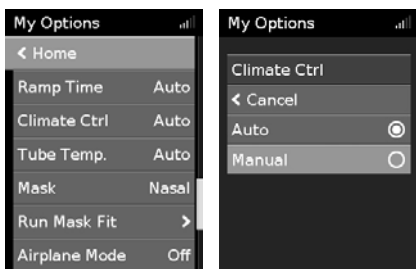 My Options
< Home
Ramp Time Auto
Climate Ctrl Auto
Tube Temp. Auto
Mask Nasal
Run Mask Fit >
Airplane Mode Off
My Options
Climate Ctrl
< Cancel
Auto
Manual